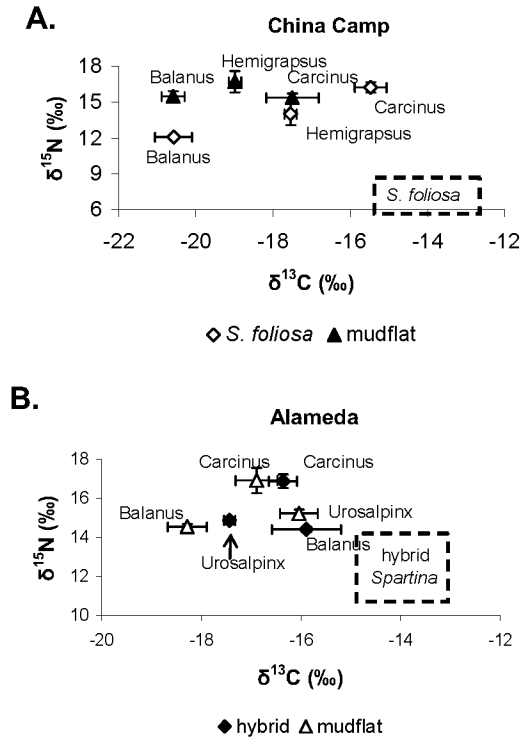 A.
China Camp
18
15
12
9
6
δ15N (‰)
Balanus
Hemigrapsus
Carcinus
Carcinus
Hemigrapsus
Balanus
S. foliosa
-22 -20 -18 -16 -14 -12
δ13C (‰)
S. foliosa mudflat
B.
Alameda
18
16
14
12
10
δ15N (‰)
Carcinus Carcinus
Balanus
Urosalpinx
Balanus
Urosalpinx
hybrid
Spartina
-20 -18 -16 -14 -12
δ13C (‰)
hybrid mudflat